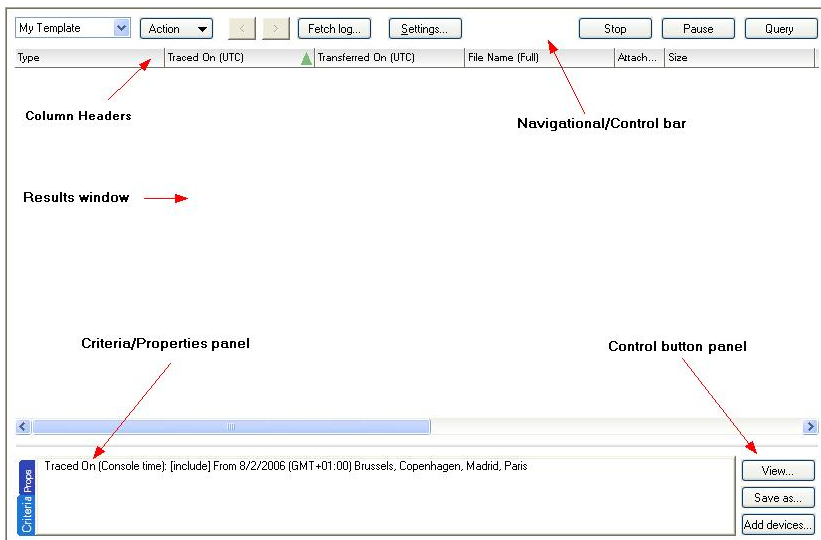 My Template Action < > Fetch log... Settings... Stop Pause Query
Type Traced On (UTC) Transferred On (UTC) File Name (Full) Attach... Size
Column Headers
Navigational/Control bar
Results window
Criteria/Properties panel
Control button panel
Traced On (Console time): [include] From 8/2/2006 (GMT+01:00) Brussels, Copenhagen, Madrid, Paris
Props
Criteria
View...
Save as...
Add devices...